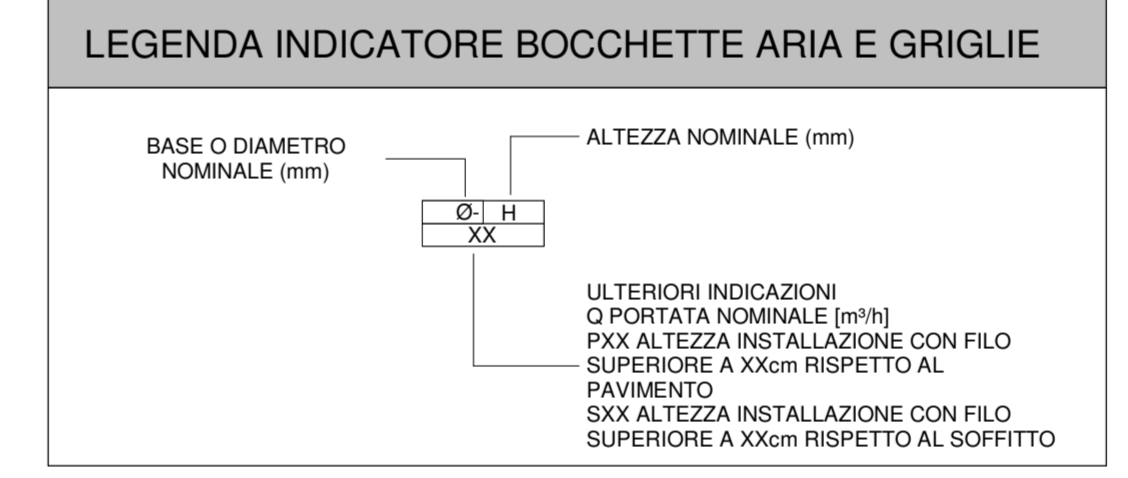 LEGENDA INDICATORE BOCCHETTE ARIA E GRIGLIE
BASE O DIAMETRO
NOMINALE (mm)
ALTEZZA NOMINALE (mm)
Ø- H
XX
ULTERIORI INDICAZIONI
Q PORTATA NOMINALE [m³/h]
PXX ALTEZZA INSTALLAZIONE CON FILO
SUPERIORE A XXcm RISPETTO AL
PAVIMENTO
SXX ALTEZZA INSTALLAZIONE CON FILO
SUPERIORE A XXcm RISPETTO AL SOFFITTO